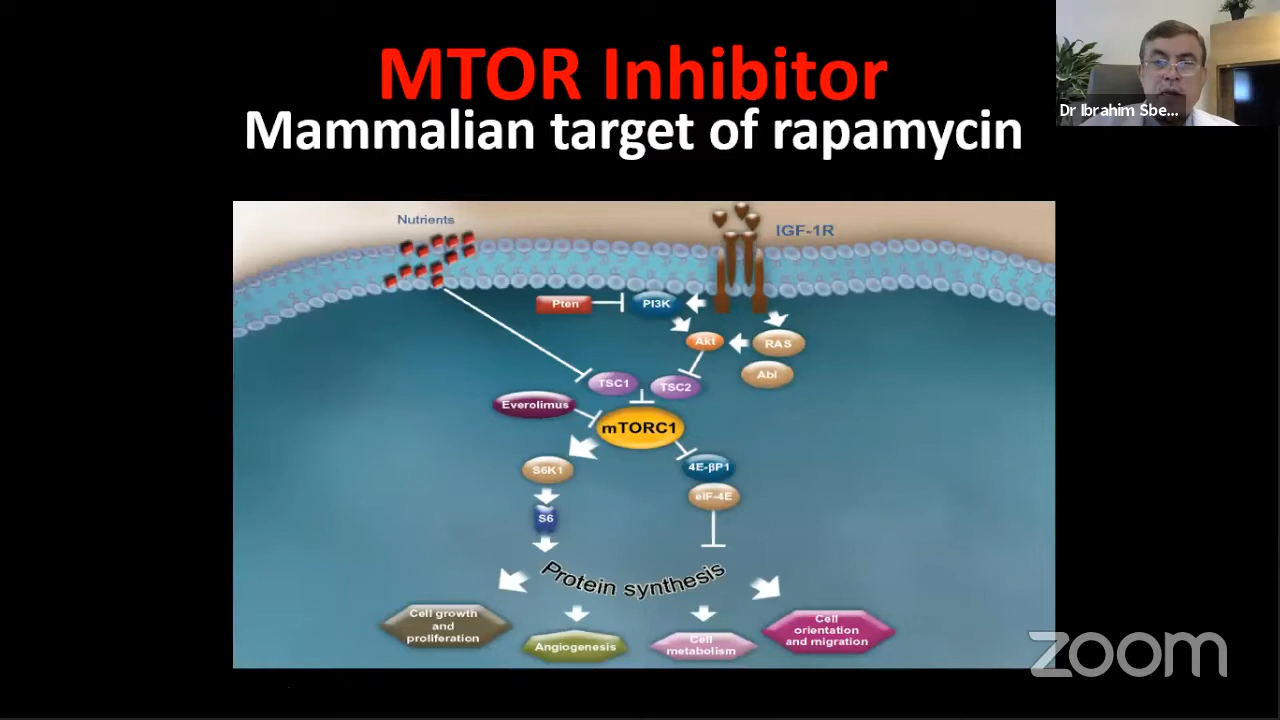 MTOR Inhibitor
Mammalian target of rapamycin
Dr Ibrahim Sbe...
Nutrients
IGF-1R
Pten
PI3K
Akt
RAS
Abl
TSC1
TSC2
Everolimus
mTORC1
S6K1
4E-βP1
eIF-4E
S6
Protein synthesis
Cell growth
and
proliferation
Angiogenesis
Cell
metabolism
Cell
orientation
and migration
zoom